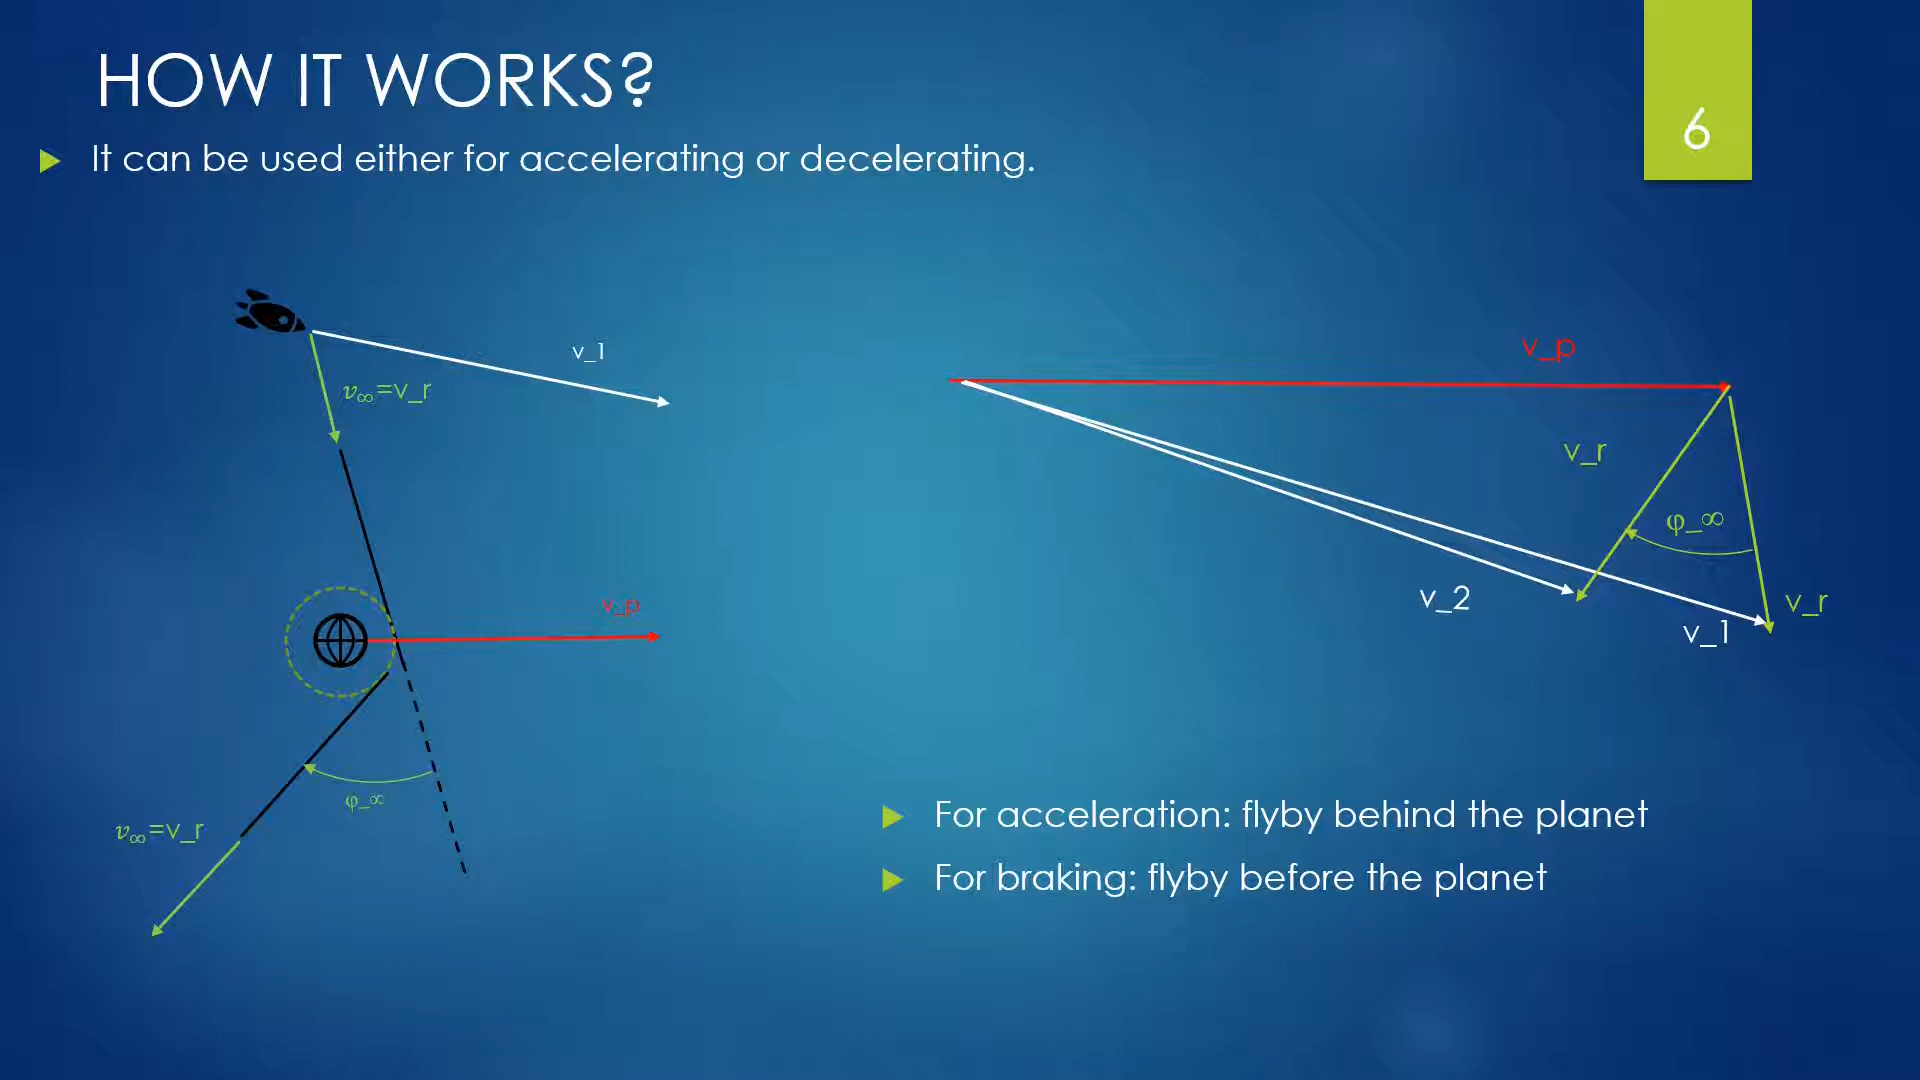 HOW IT WORKS?
6
It can be used either for accelerating or decelerating.
v_1
v∞=v_r
v_p
φ_∞
v∞=v_r
v_p
v_r
φ_∞
v_2
v_r
v_1
For acceleration: flyby behind the planet
For braking: flyby before the planet